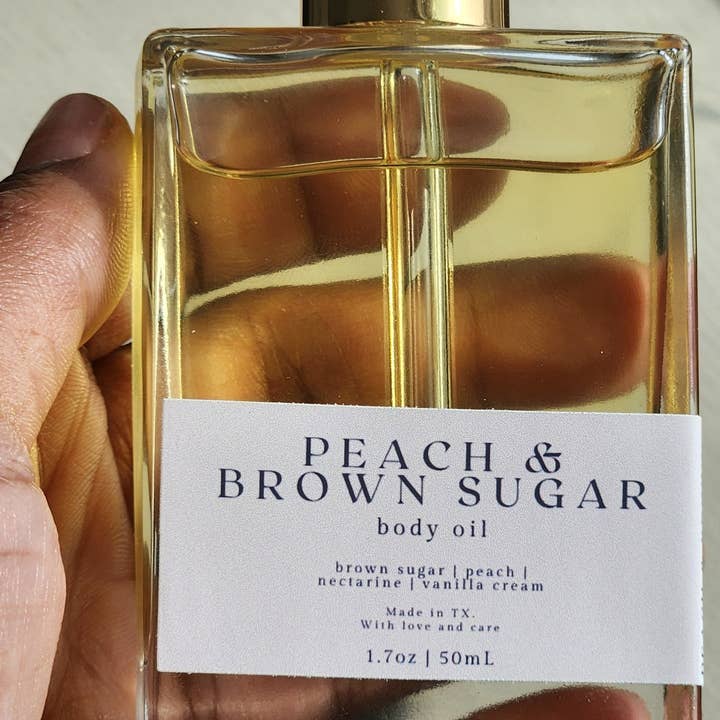 PEACH &
BROWN SUGAR
body oil
brown sugar | peach |
nectarine | vanilla cream
Made in TX.
With love and care
1.7oz | 50mL